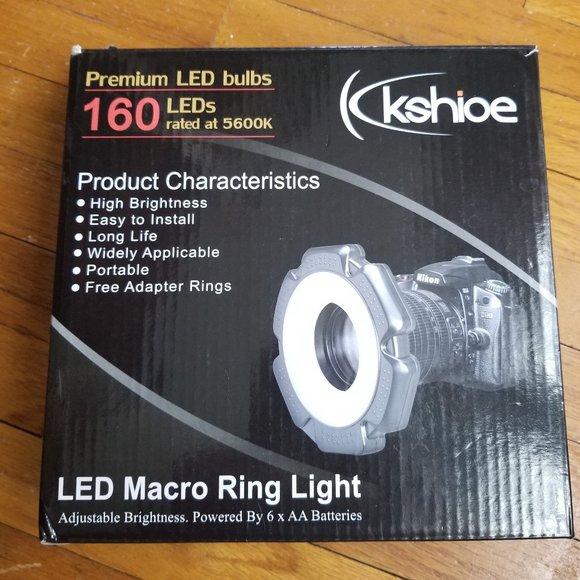 Premium LED bulbs
160 LEDs
rated at 5600K
kshioe
Product Characteristics
• High Brightness
• Easy to Install
• Long Life
• Widely Applicable
• Portable
• Free Adapter Rings
Nikon
LED Macro Ring Light
Adjustable Brightness. Powered By 6 x AA Batteries